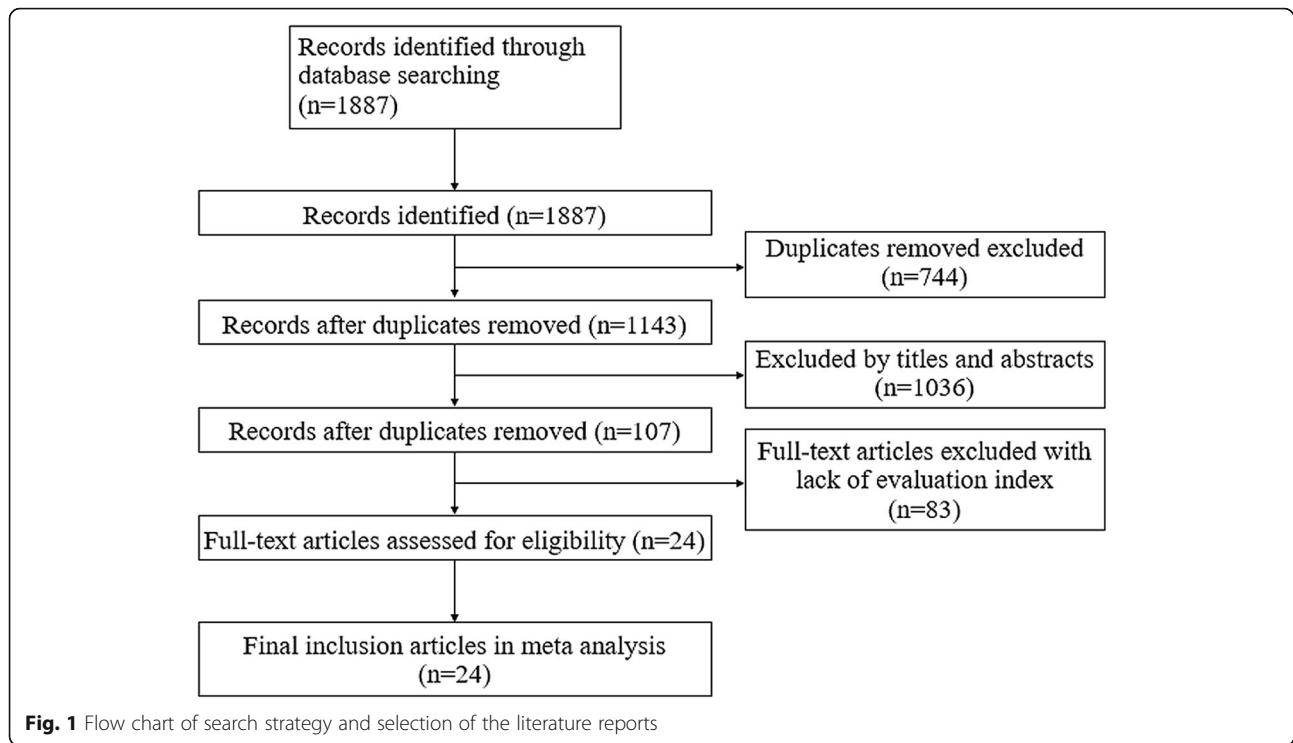 Records identified through
database searching
(n=1887)
Records identified (n=1887)
Duplicates removed excluded
(n=744)
Records after duplicates removed (n=1143)
Excluded by titles and abstracts
(n=1036)
Records after duplicates removed (n=107)
Full-text articles excluded with
lack of evaluation index
(n=83)
Full-text articles assessed for eligibility (n=24)
Final inclusion articles in meta analysis
(n=24)
Fig. 1 Flow chart of search strategy and selection of the literature reports